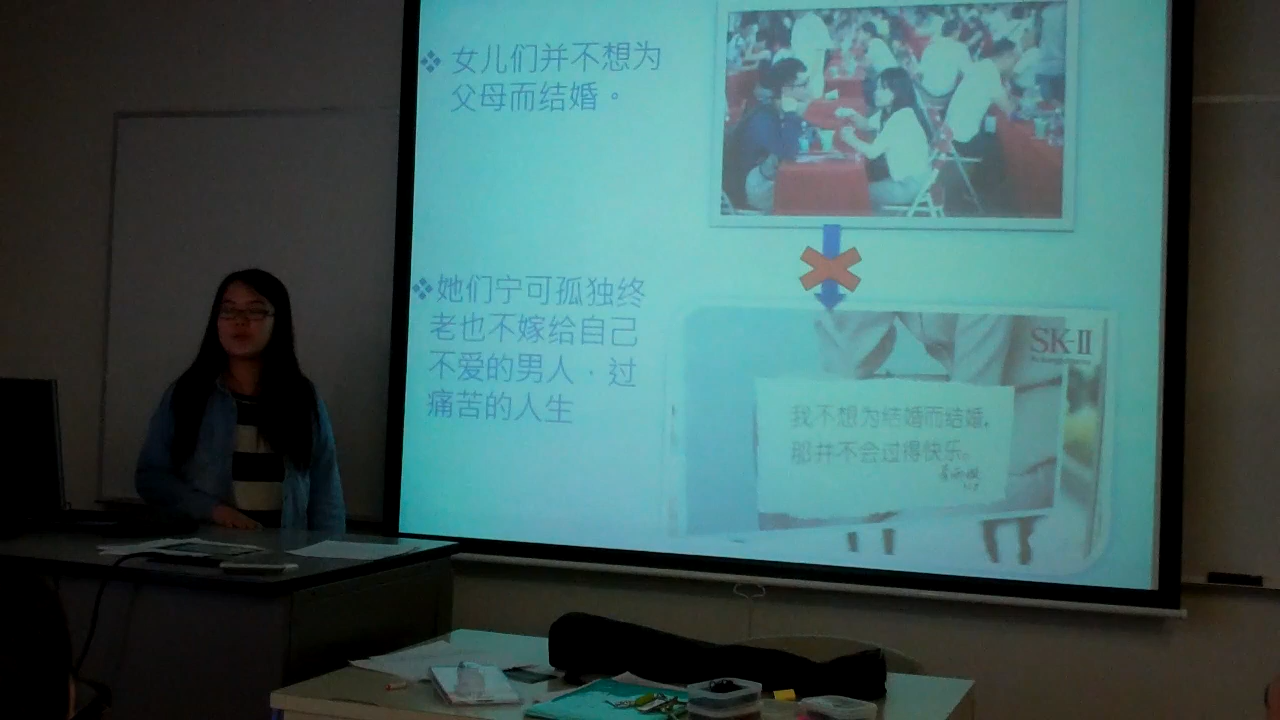 女儿们并不想为
父母而结婚。
她们宁可孤独终
老也不嫁给自己
不爱的男人．过
痛苦的人生
SK-II
我不想为结婚而结婚,
那并不会过得快乐。